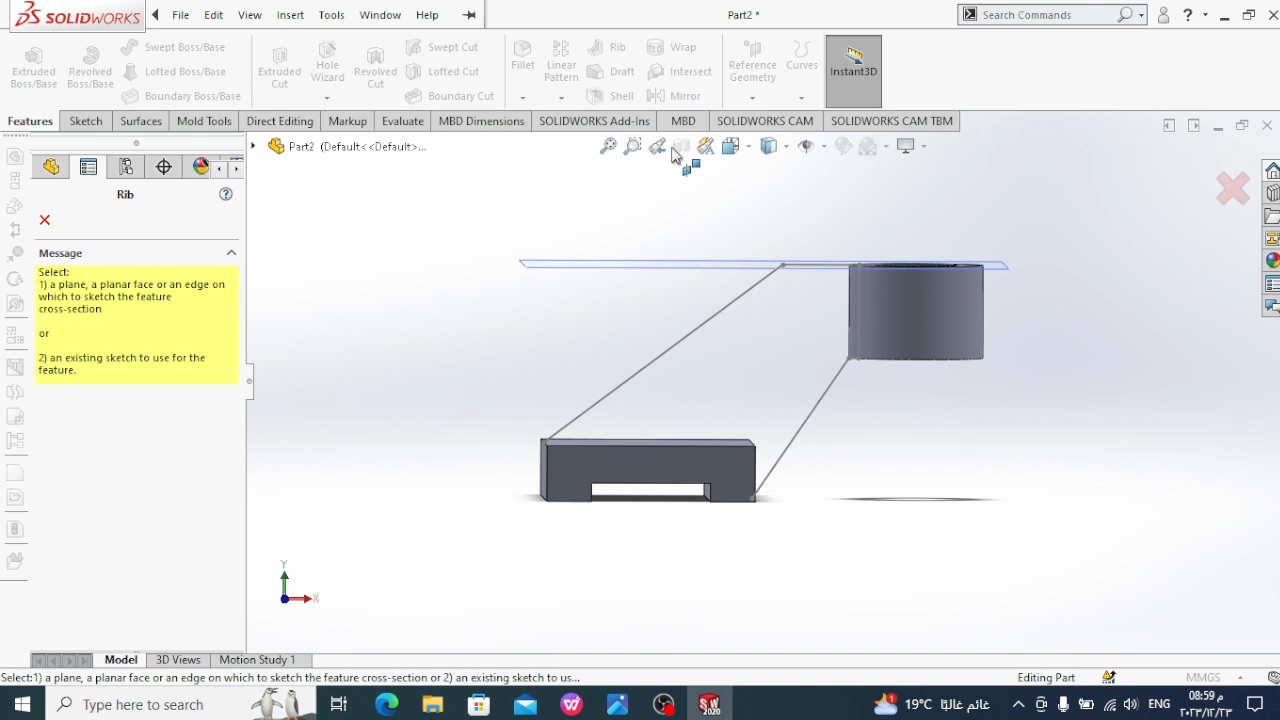 SOLIDWORKS File Edit View Insert Tools Window Help Part2 * Search Commands ?
Extruded Boss/Base
Revolved Boss/Base
Swept Boss/Base
Lofted Boss/Base
Boundary Boss/Base
Extruded Cut
Hole Wizard
Revolved Cut
Swept Cut
Lofted Cut
Boundary Cut
Fillet
Linear Pattern
Rib
Draft
Shell
Wrap
Intersect
Mirror
Reference Geometry
Curves
Instant3D
Features Sketch Surfaces Mold Tools Direct Editing Markup Evaluate MBD Dimensions SOLIDWORKS Add-Ins MBD SOLIDWORKS CAM SOLIDWORKS CAM TBM
Part2 (Default<<Default>...
Rib
Message
Select:
1) a plane, a planar face or an edge on
which to sketch the feature
cross-section
or
2) an existing sketch to use for the
feature.
Y
X
Model 3D Views Motion Study 1
Select:1) a plane, a planar face or an edge on which to sketch the feature cross-section or 2) an existing sketch to us... Editing Part MMGS
Type here to search
SW
2020
19°C غائم غالبًا
ENG
08:59 م
٢٠٢٣/١٢/٢٣